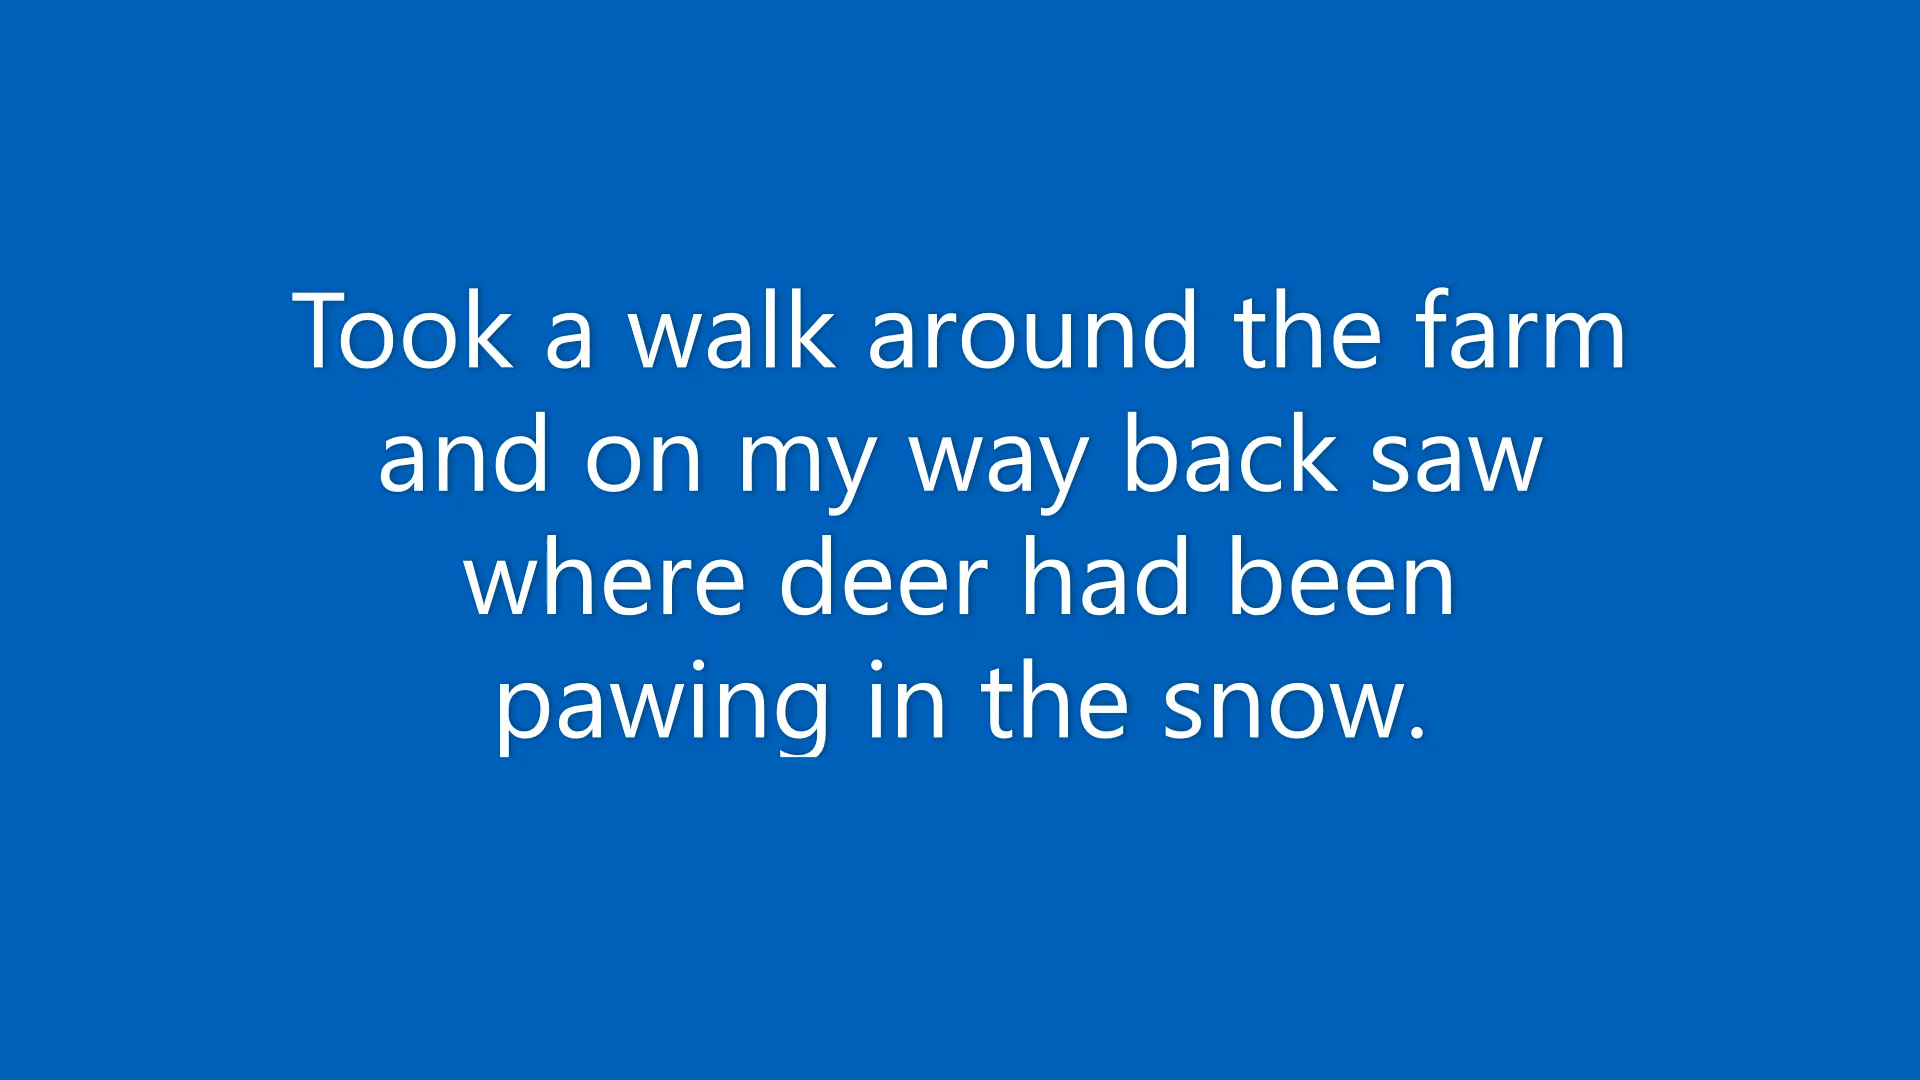 Took a walk around the farm
and on my way back saw
where deer had been
pawing in the snow.